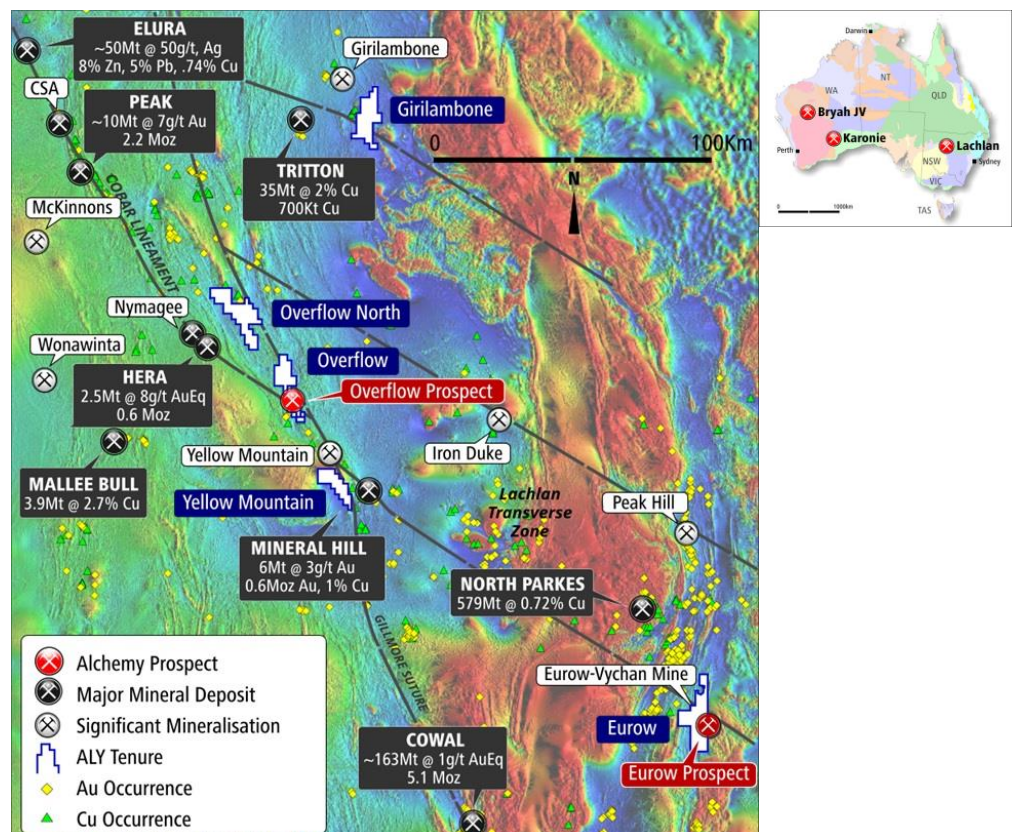 ELURA
~50Mt @ 50g/t, Ag
8% Zn, 5% Pb, .74% Cu
Girilambone
CSA
PEAK
~10Mt @ 7g/t Au
2.2 Moz
Girilambone
0
100Km
TRITTON
35Mt @ 2% Cu
700Kt Cu
N
McKinnons
COBAR LINEAMENT
Nymagee
Overflow North
Wonawinta
Overflow
HERA
2.5Mt @ 8g/t AuEq
0.6 Moz
Overflow Prospect
Iron Duke
Yellow Mountain
MALLEE BULL
3.9Mt @ 2.7% Cu
Yellow Mountain
Lachlan
Transverse
Zone
Peak Hill
MINERAL HILL
6Mt @ 3g/t Au
0.6Moz Au, 1% Cu
NORTH PARKES
579Mt @ 0.72% Cu
GILLMORE SUTURE
Eurow-Vychan Mine
Eurow
COWAL
~163Mt @ 1g/t AuEq
5.1 Moz
Eurow Prospect
Alchemy Prospect
Major Mineral Deposit
Significant Mineralisation
ALY Tenure
Au Occurrence
Cu Occurrence
Darwin
NT
WA
QLD
Bryah JV
Karonie
Lachlan
Perth
NSW
Sydney
VIC
TAS
0
1000km